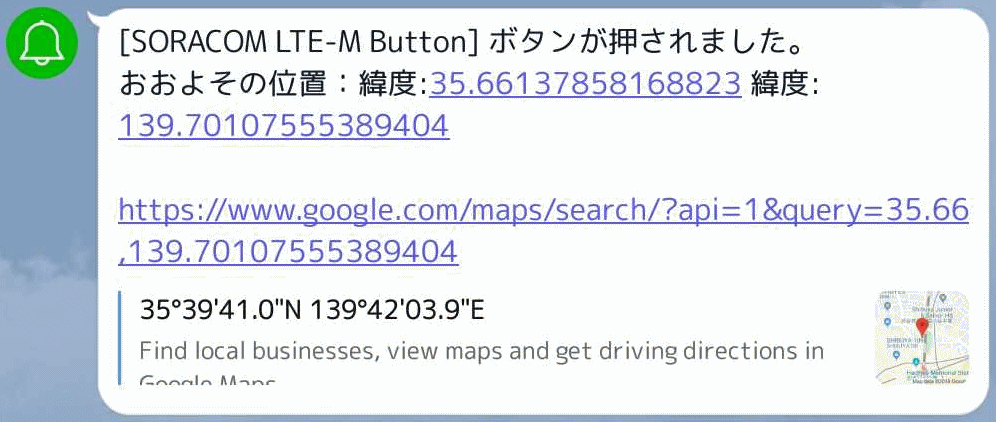 [SORACOM LTE-M Button] ボタンが押されました。
おおよその位置：緯度:35.66137858168823 緯度:
139.70107555389404
https://www.google.com/maps/search/?api=1&query=35.66
,139.70107555389404
35°39'41.0"N 139°42'03.9"E
Find local businesses, view maps and get driving directions in
Google Maps